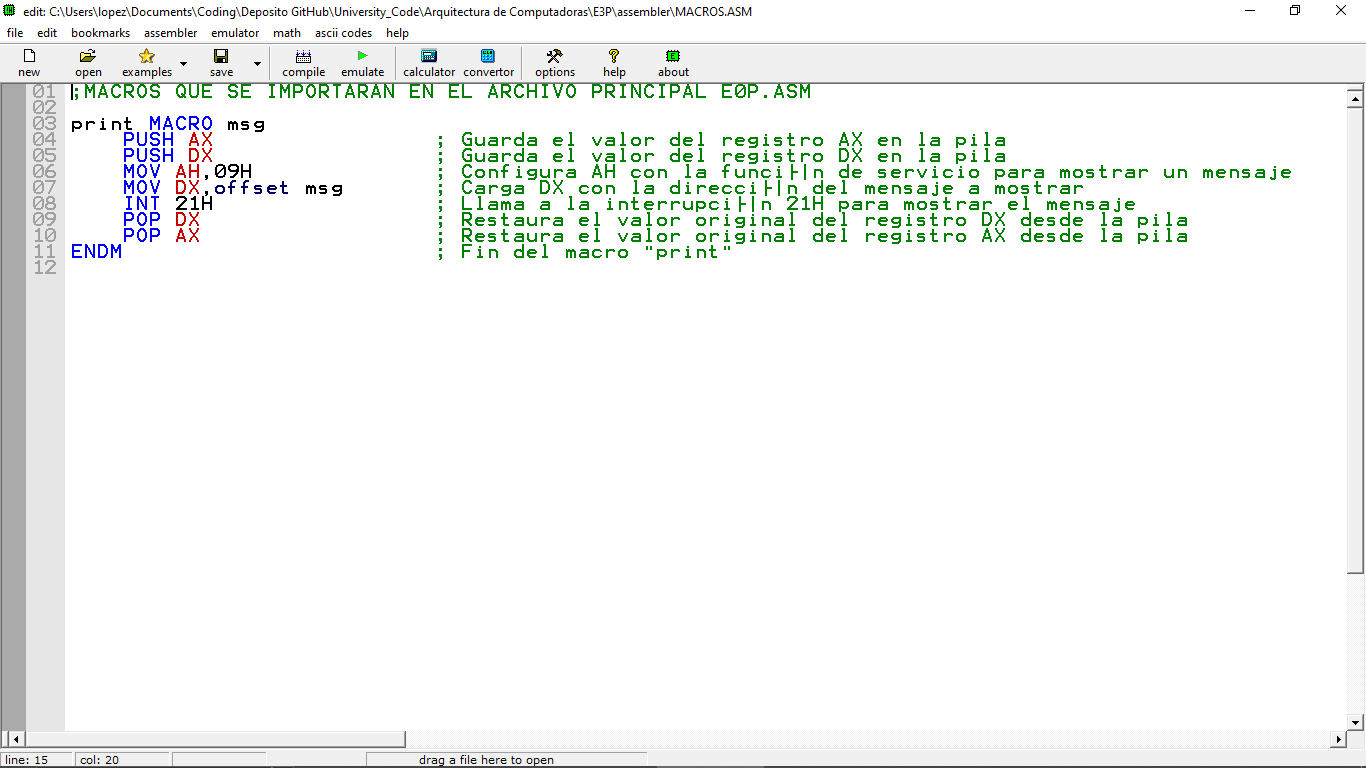 edit: C:\Users\lopez\Documents\Coding\Deposito GitHub\University_Code\Arquitectura de Computadoras\E3P\assembler\MACROS.ASM
file edit bookmarks assembler emulator math ascii codes help
new open examples save compile emulate calculator convertor options help about
01 ;MACROS QUE SE IMPORTARAN EN EL ARCHIVO PRINCIPAL E0P.ASM
02
03 print MACRO msg
04 PUSH AX ; Guarda el valor del registro AX en la pila
05 PUSH DX ; Guarda el valor del registro DX en la pila
06 MOV AH,09H ; Configura AH con la funci├│n de servicio para mostrar un mensaje
07 MOV DX,offset msg ; Carga DX con la direcci├│n del mensaje a mostrar
08 INT 21H ; Llama a la interrupci├│n 21H para mostrar el mensaje
09 POP DX ; Restaura el valor original del registro DX desde la pila
10 POP AX ; Restaura el valor original del registro AX desde la pila
11 ENDM ; Fin del macro "print"
12
line: 15 col: 20 drag a file here to open